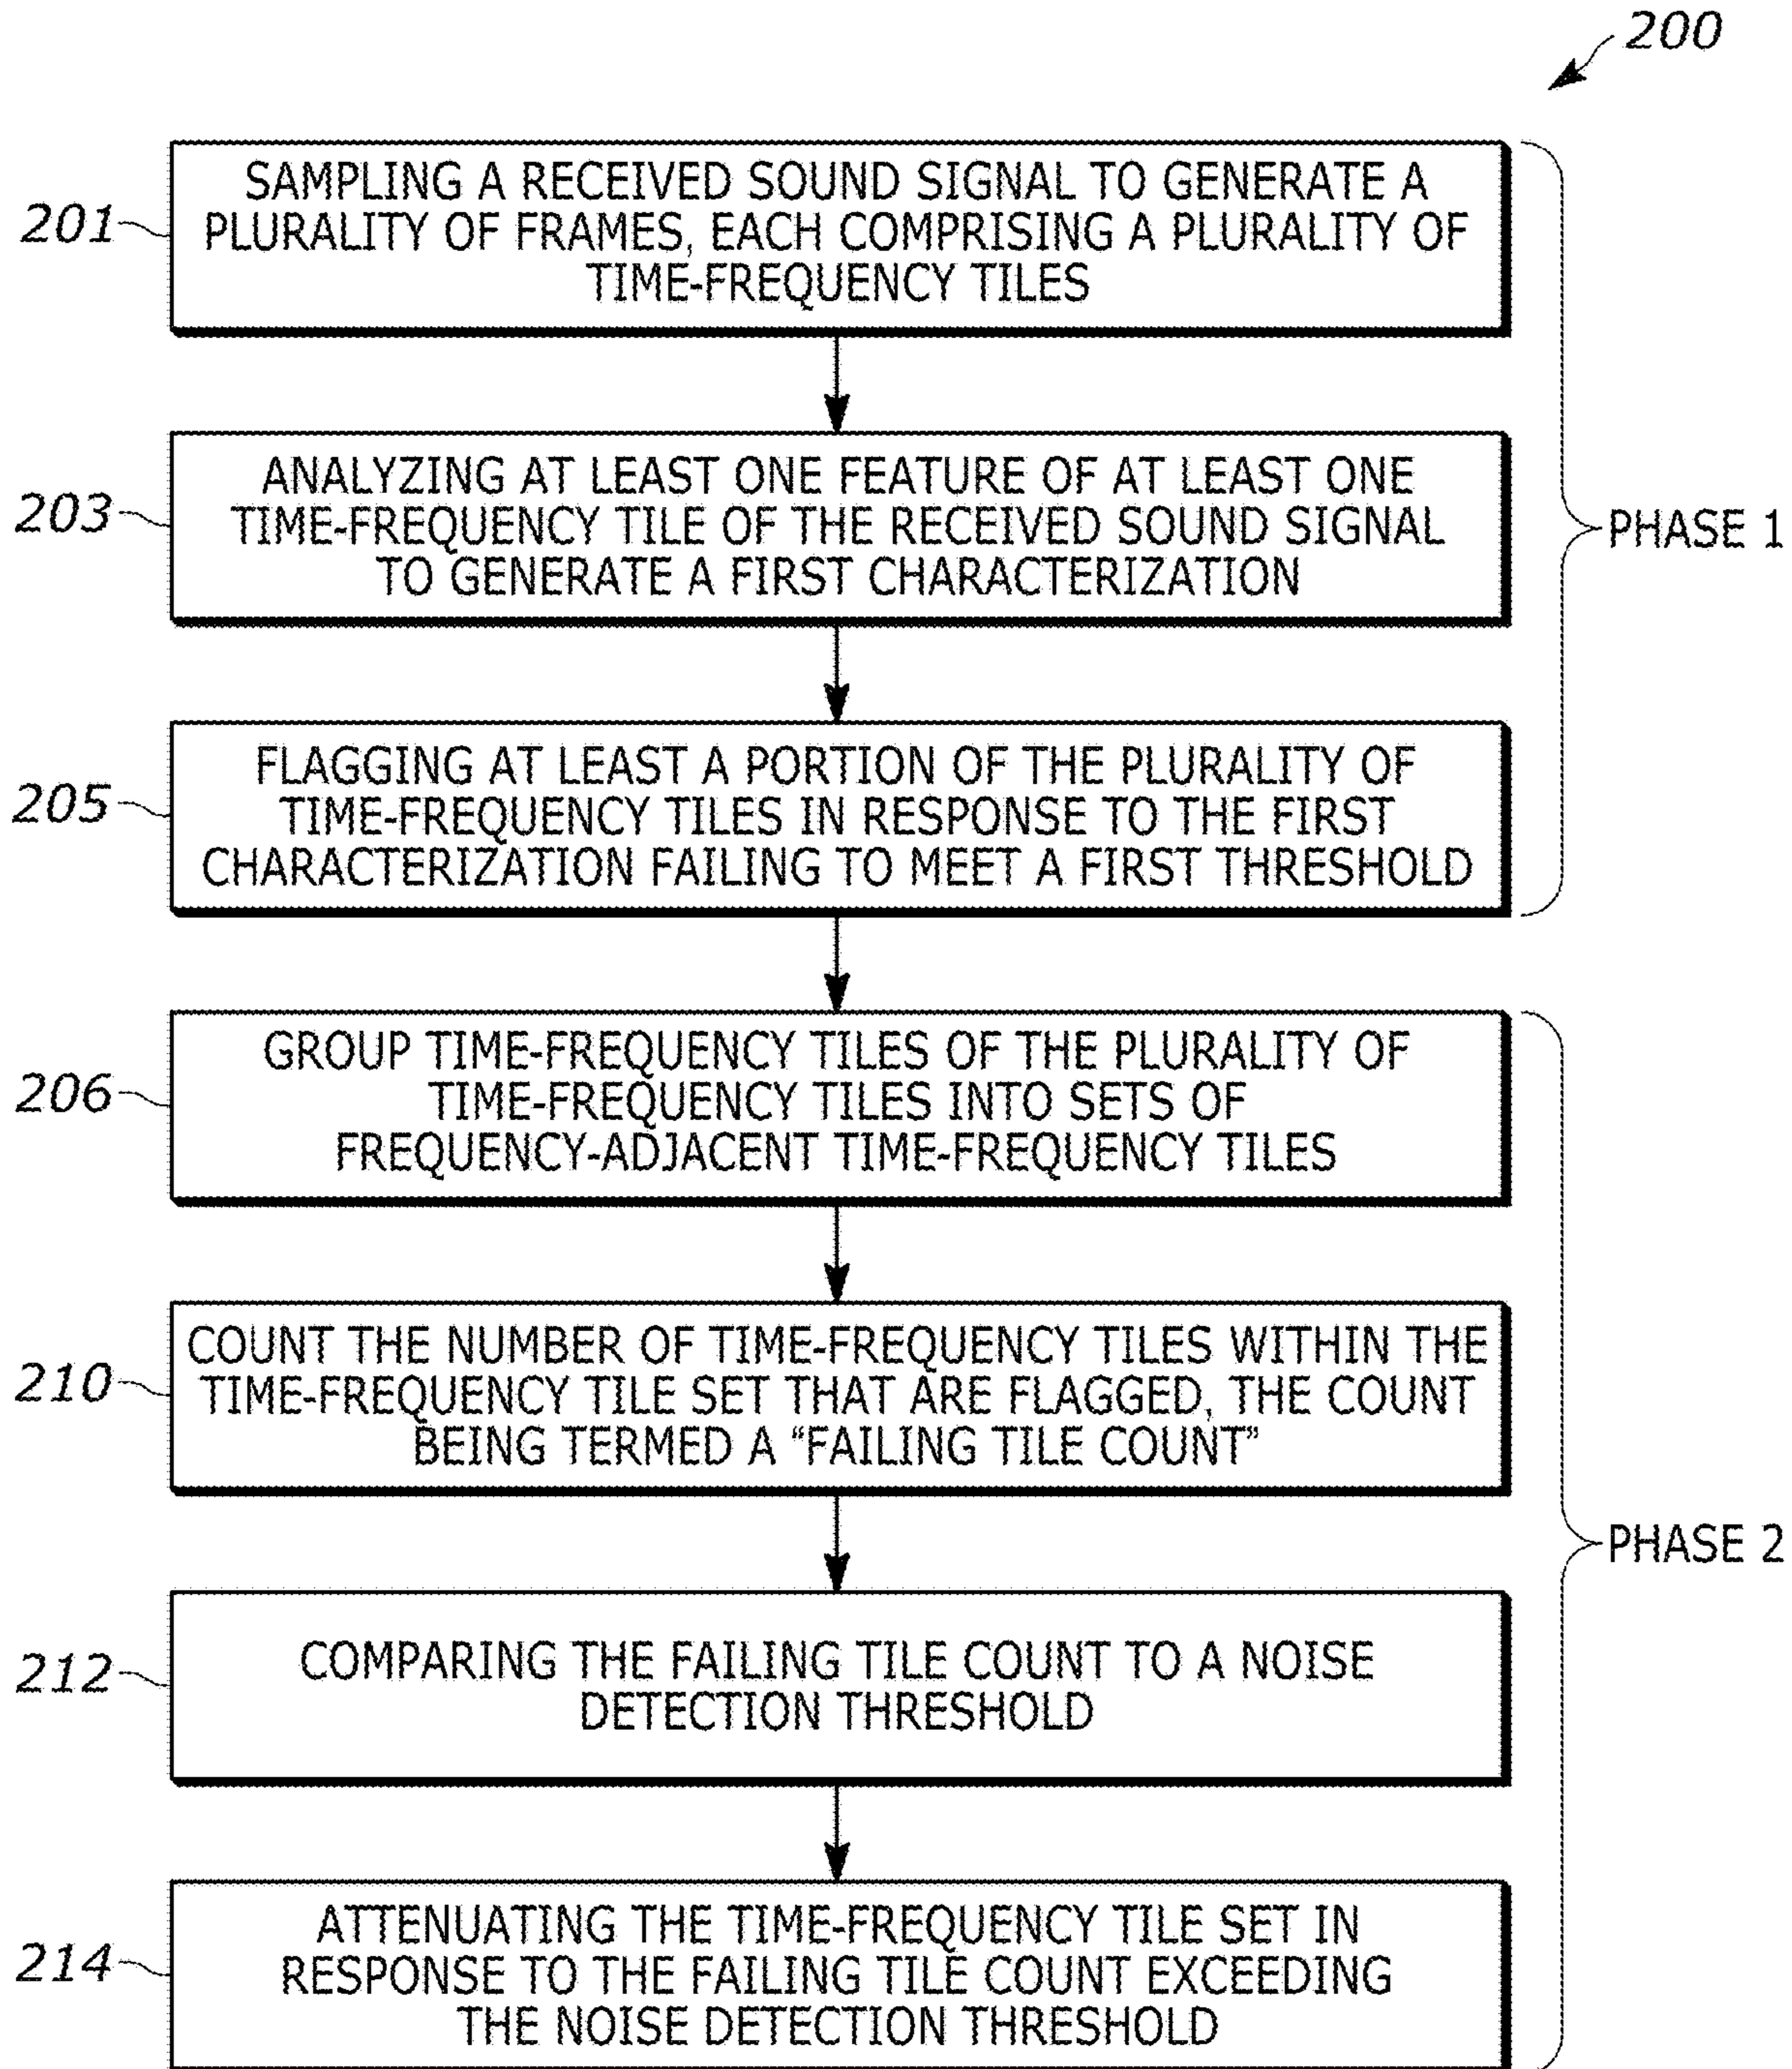 200
201
SAMPLING A RECEIVED SOUND SIGNAL TO GENERATE A
PLURALITY OF FRAMES, EACH COMPRISING A PLURALITY OF
TIME-FREQUENCY TILES
203
ANALYZING AT LEAST ONE FEATURE OF AT LEAST ONE
TIME-FREQUENCY TILE OF THE RECEIVED SOUND SIGNAL
TO GENERATE A FIRST CHARACTERIZATION
PHASE 1
205
FLAGGING AT LEAST A PORTION OF THE PLURALITY OF
TIME-FREQUENCY TILES IN RESPONSE TO THE FIRST
CHARACTERIZATION FAILING TO MEET A FIRST THRESHOLD
206
GROUP TIME-FREQUENCY TILES OF THE PLURALITY OF
TIME-FREQUENCY TILES INTO SETS OF
FREQUENCY-ADJACENT TIME-FREQUENCY TILES
210
COUNT THE NUMBER OF TIME-FREQUENCY TILES WITHIN THE
TIME-FREQUENCY TILE SET THAT ARE FLAGGED, THE COUNT
BEING TERMED A “FAILING TILE COUNT”
PHASE 2
212
COMPARING THE FAILING TILE COUNT TO A NOISE
DETECTION THRESHOLD
214
ATTENUATING THE TIME-FREQUENCY TILE SET IN
RESPONSE TO THE FAILING TILE COUNT EXCEEDING
THE NOISE DETECTION THRESHOLD